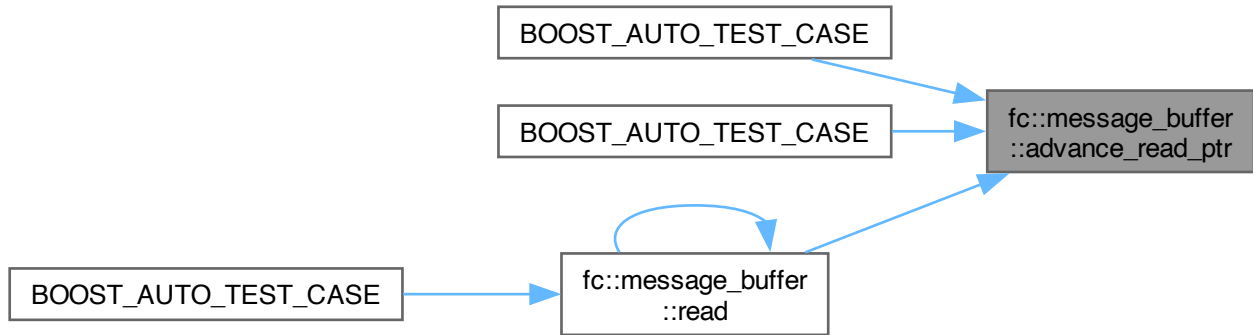 BOOST_AUTO_TEST_CASE
BOOST_AUTO_TEST_CASE
fc::message_buffer
::advance_read_ptr
BOOST_AUTO_TEST_CASE
fc::message_buffer
::read